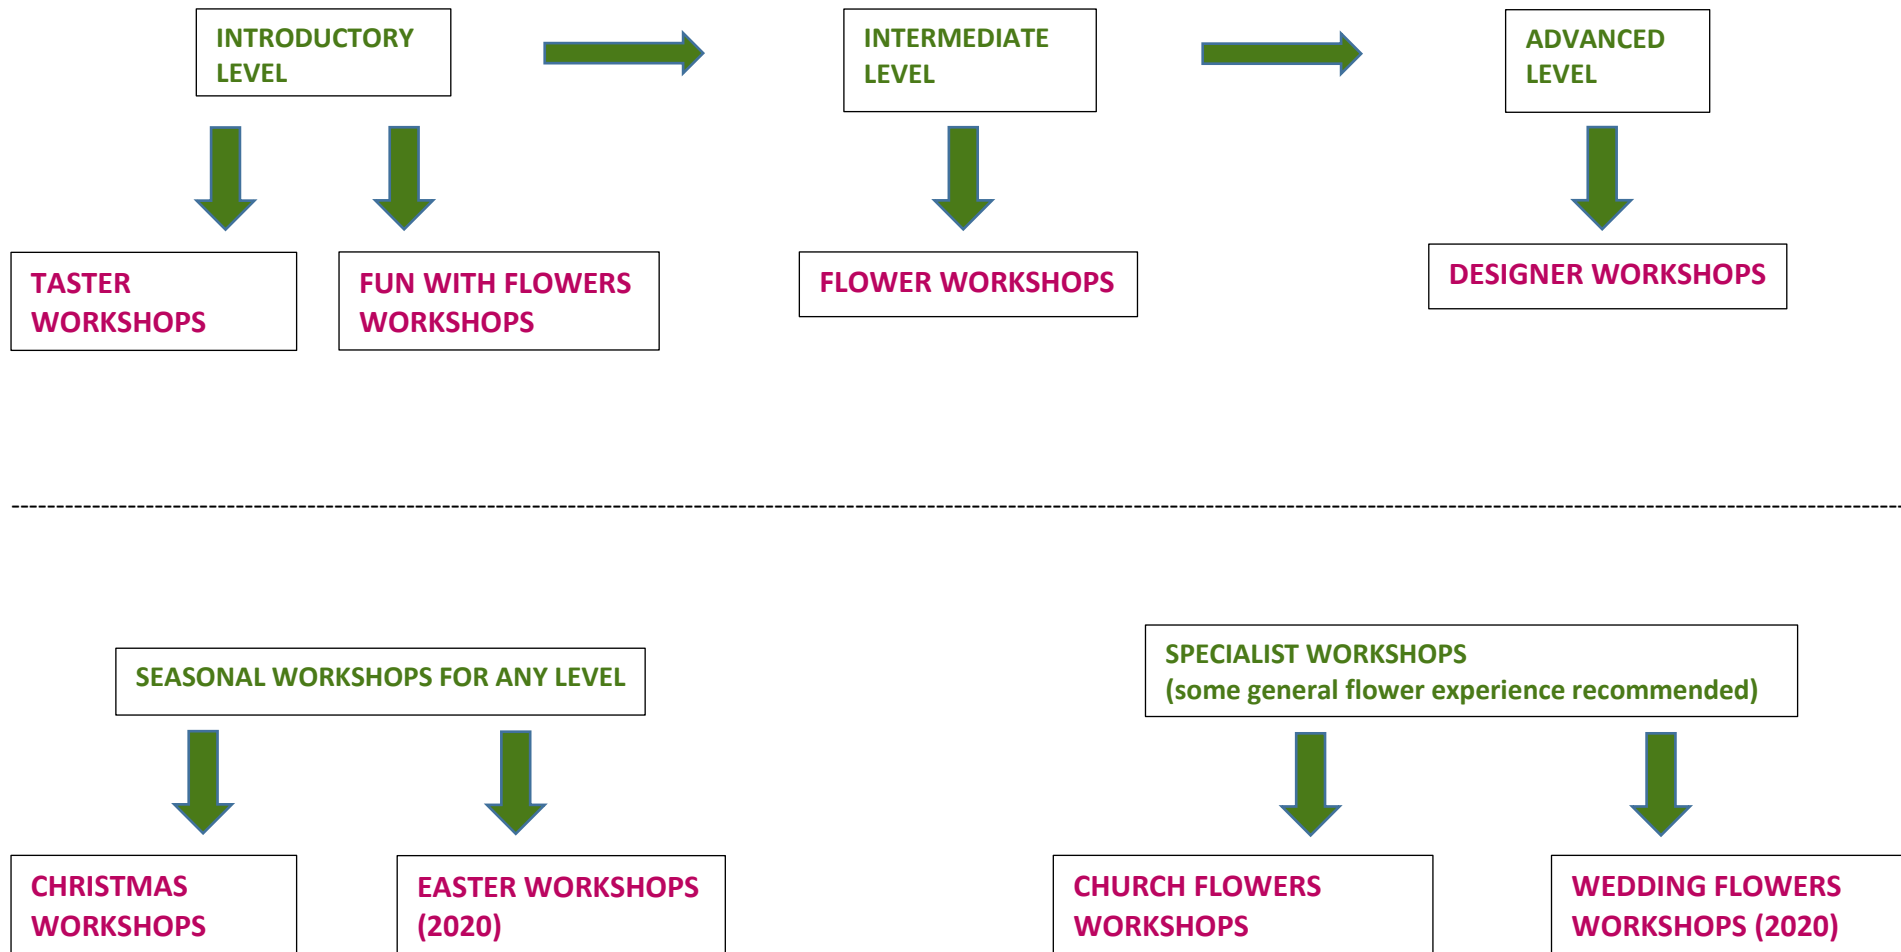 INTRODUCTORY
LEVEL
INTERMEDIATE
LEVEL
ADVANCED
LEVEL
TASTER
WORKSHOPS
FUN WITH FLOWERS
WORKSHOPS
FLOWER WORKSHOPS
DESIGNER WORKSHOPS
SEASONAL WORKSHOPS FOR ANY LEVEL
SPECIALIST WORKSHOPS
(some general flower experience recommended)
CHRISTMAS
WORKSHOPS
EASTER WORKSHOPS
(2020)
CHURCH FLOWERS
WORKSHOPS
WEDDING FLOWERS
WORKSHOPS (2020)